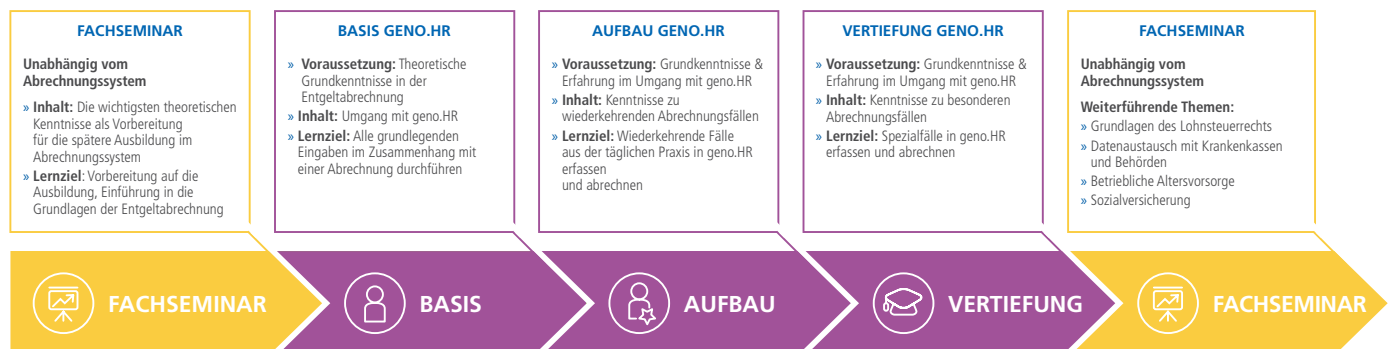 FACHSEMINAR
Unabhängig vom
Abrechnungssystem
» Inhalt: Die wichtigsten theoretischen
Kenntnisse als Vorbereitung
für die spätere Ausbildung im
Abrechnungssystem
» Lernziel: Vorbereitung auf die
Ausbildung, Einführung in die
Grundlagen der Entgeltabrechnung
BASIS GENO.HR
» Voraussetzung: Theoretische
Grundkenntnisse in der
Entgeltabrechnung
» Inhalt: Umgang mit geno.HR
» Lernziel: Alle grundlegenden
Eingaben im Zusammenhang mit
einer Abrechnung durchführen
AUFBAU GENO.HR
» Voraussetzung: Grundkenntnisse &
Erfahrung im Umgang mit geno.HR
» Inhalt: Kenntnisse zu
wiederkehrenden Abrechnungsfällen
» Lernziel: Wiederkehrende Fälle
aus der täglichen Praxis in geno.HR
erfassen
und abrechnen
VERTIEFUNG GENO.HR
» Voraussetzung: Grundkenntnisse &
Erfahrung im Umgang mit geno.HR
» Inhalt: Kenntnisse zu besonderen
Abrechnungsfällen
» Lernziel: Spezialfälle in geno.HR
erfassen und abrechnen
FACHSEMINAR
Unabhängig vom
Abrechnungssystem
Weiterführende Themen:
» Grundlagen des Lohnsteuerrechts
» Datenaustausch mit Krankenkassen
und Behörden
» Betriebliche Altersvorsorge
» Sozialversicherung
FACHSEMINAR
BASIS
AUFBAU
VERTIEFUNG
FACHSEMINAR